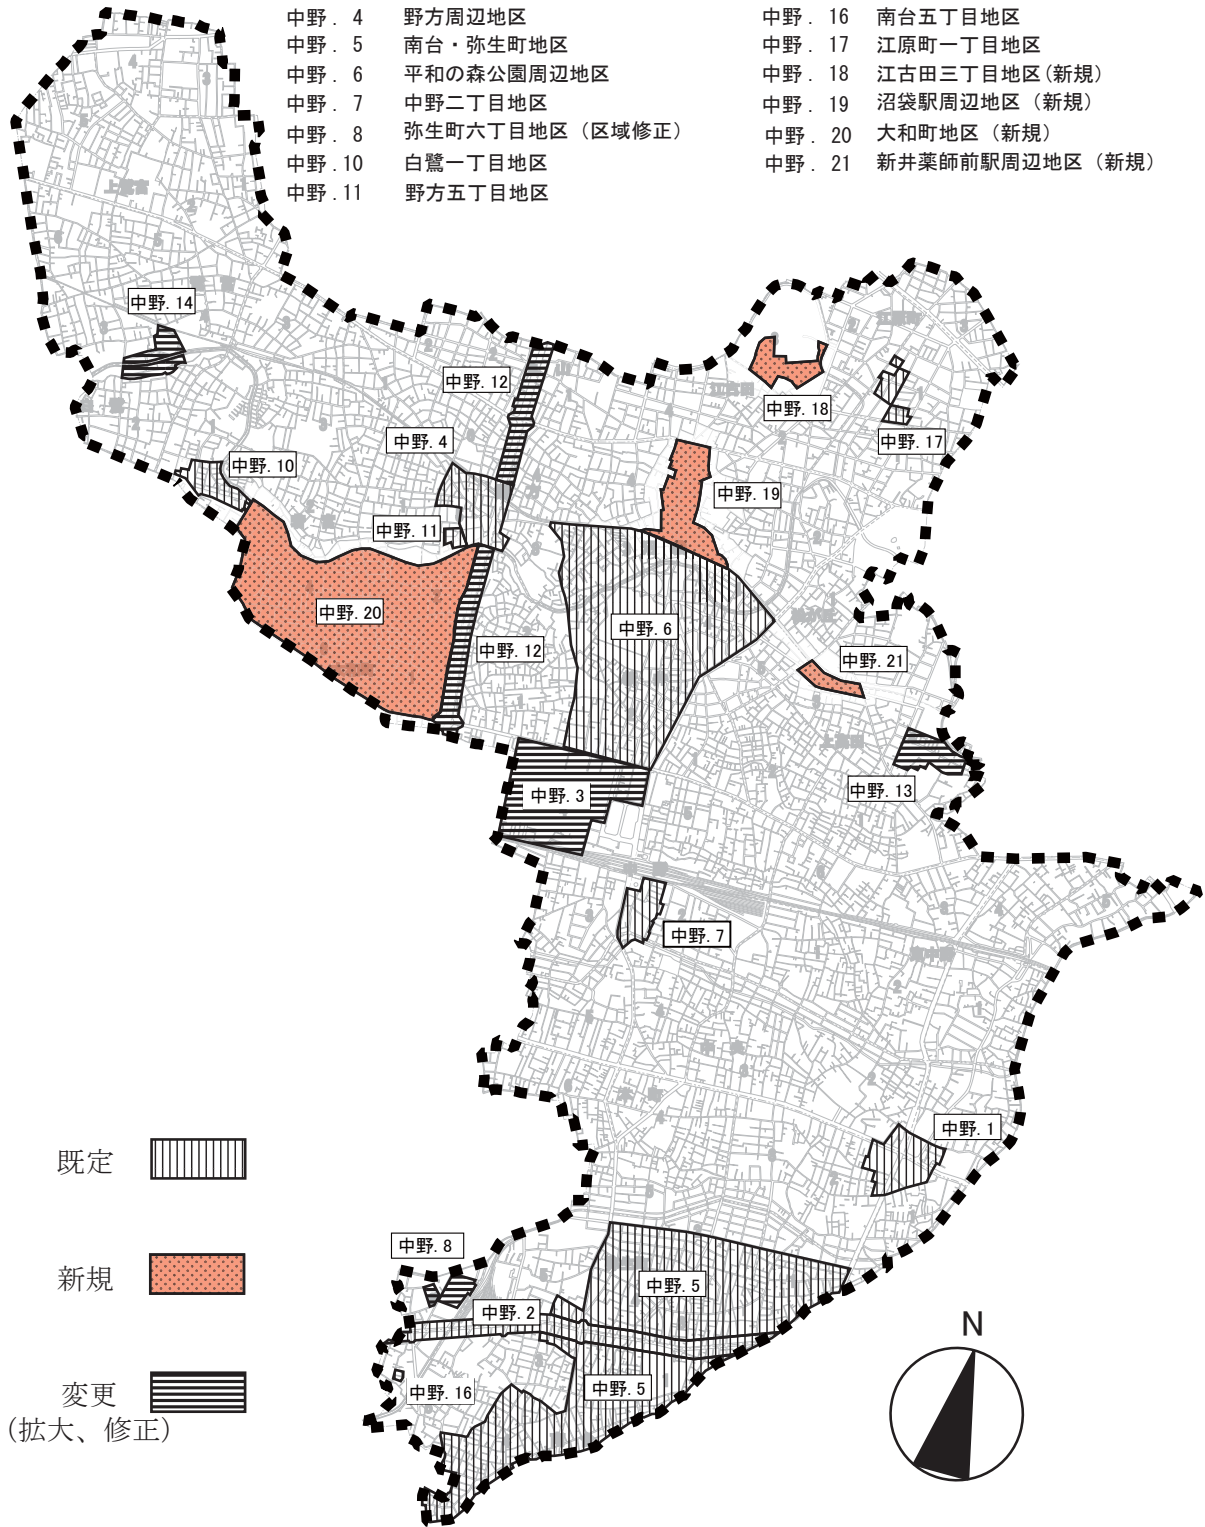 中野. 4 野方周辺地区
中野. 5 南台・弥生町地区
中野. 6 平和の森公園周辺地区
中野. 7 中野二丁目地区
中野. 8 弥生町六丁目地区（区域修正）
中野. 10 白鷺一丁目地区
中野. 11 野方五丁目地区
中野. 16 南台五丁目地区
中野. 17 江原町一丁目地区
中野. 18 江古田三丁目地区(新規)
中野. 19 沼袋駅周辺地区（新規）
中野. 20 大和町地区（新規）
中野. 21 新井薬師前駅周辺地区（新規）
中野. 14
中野. 12
中野. 18
中野. 4
中野. 17
中野. 10
中野. 19
中野. 11
中野. 20
中野. 6
中野. 12
中野. 21
中野. 13
中野. 3
中野. 7
中野. 1
既定
中野. 8
新規
中野. 5
中野. 2
N
変更
(拡大、修正)
中野. 16
中野. 5